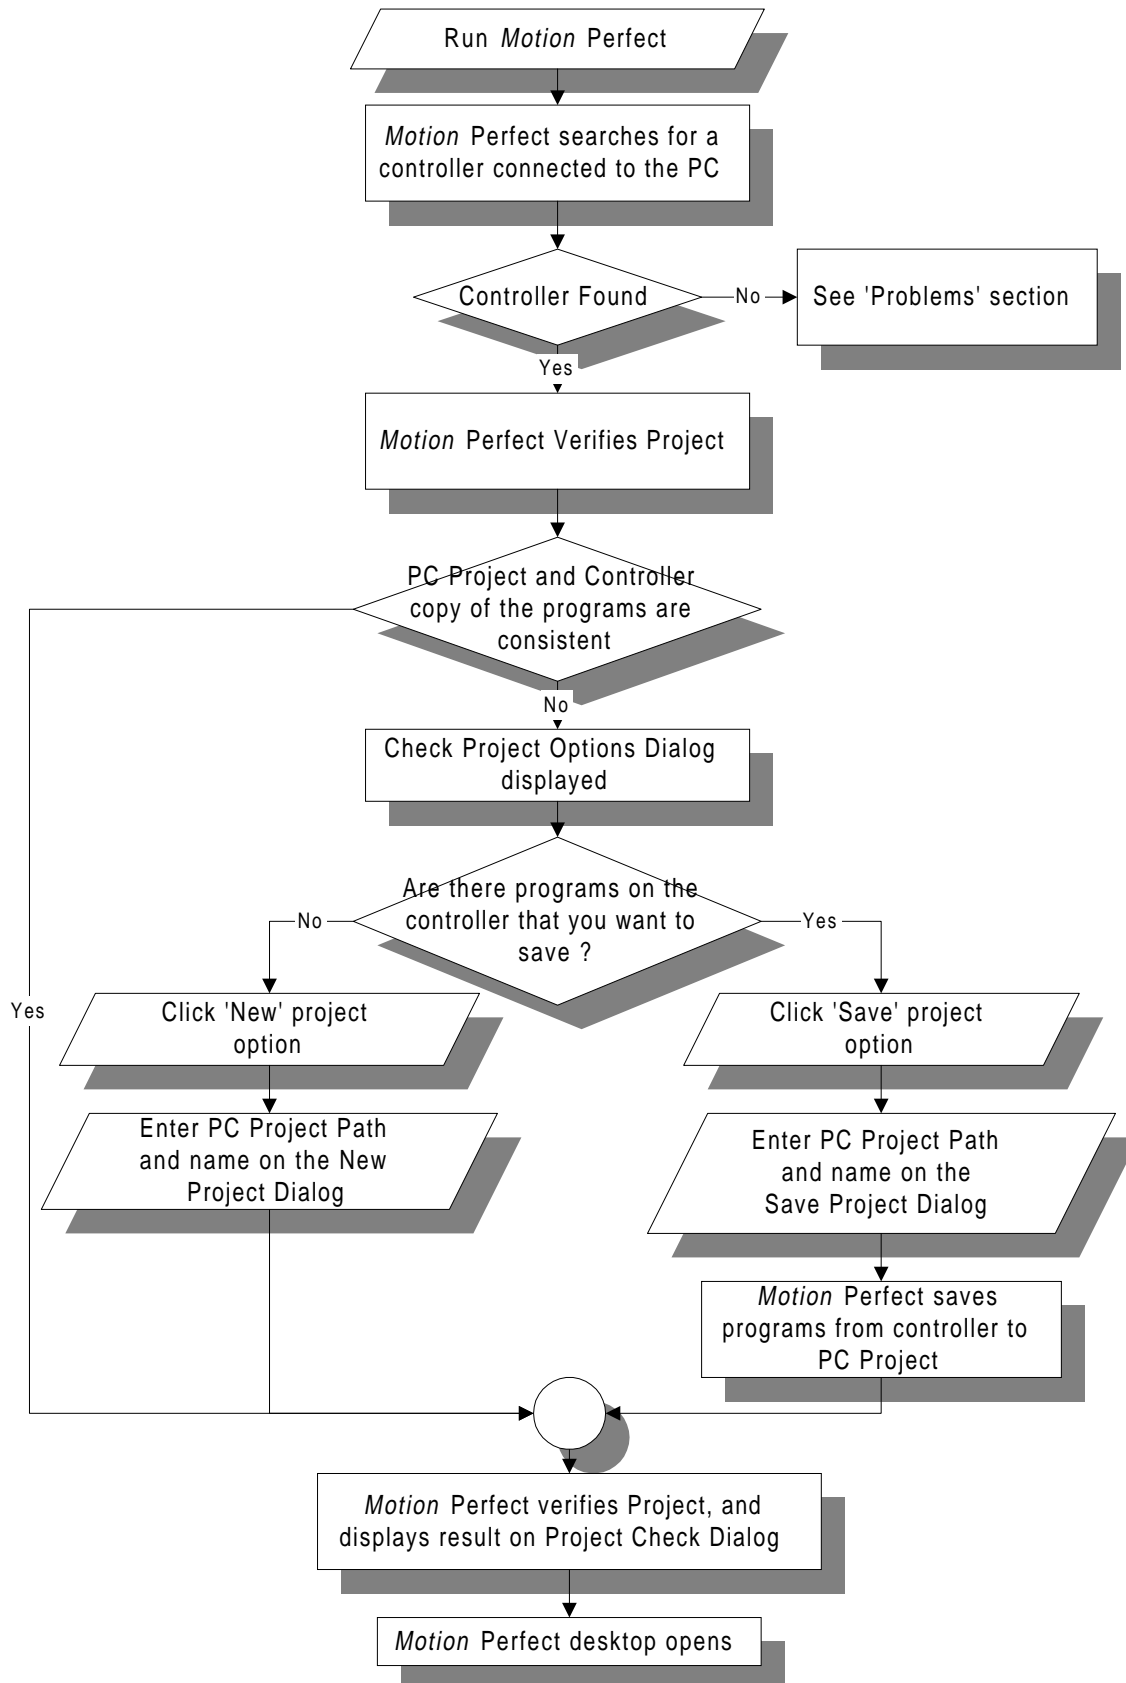 Run Motion Perfect
Motion Perfect searches for a
controller connected to the PC
Controller Found
No
See 'Problems' section
Yes
Motion Perfect Verifies Project
PC Project and Controller
copy of the programs are
consistent
No
Check Project Options Dialog
displayed
Are there programs on the
controller that you want to
save ?
No
Yes
Yes
Click 'New' project
option
Click 'Save' project
option
Enter PC Project Path
and name on the New
Project Dialog
Enter PC Project Path
and name on the
Save Project Dialog
Motion Perfect saves
programs from controller to
PC Project
Motion Perfect verifies Project, and
displays result on Project Check Dialog
Motion Perfect desktop opens